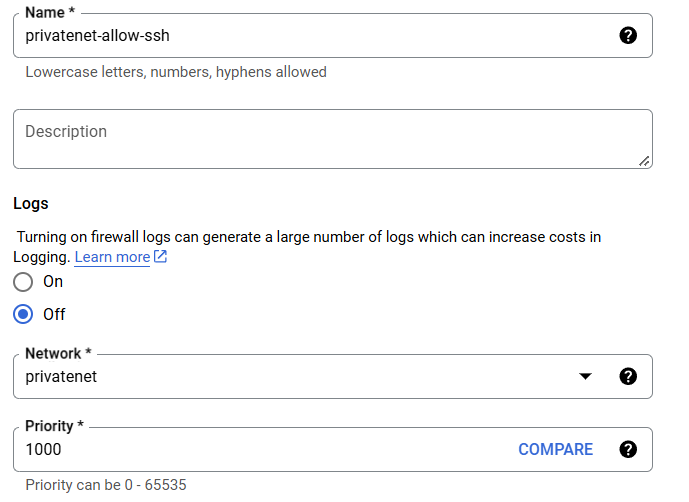 Name *
privatenet-allow-ssh
?
Lowercase letters, numbers, hyphens allowed
Description
Logs
Turning on firewall logs can generate a large number of logs which can increase costs in
Logging. Learn more
On
Off
Network *
privatenet
?
Priority *
1000 COMPARE ?
Priority can be 0 - 65535